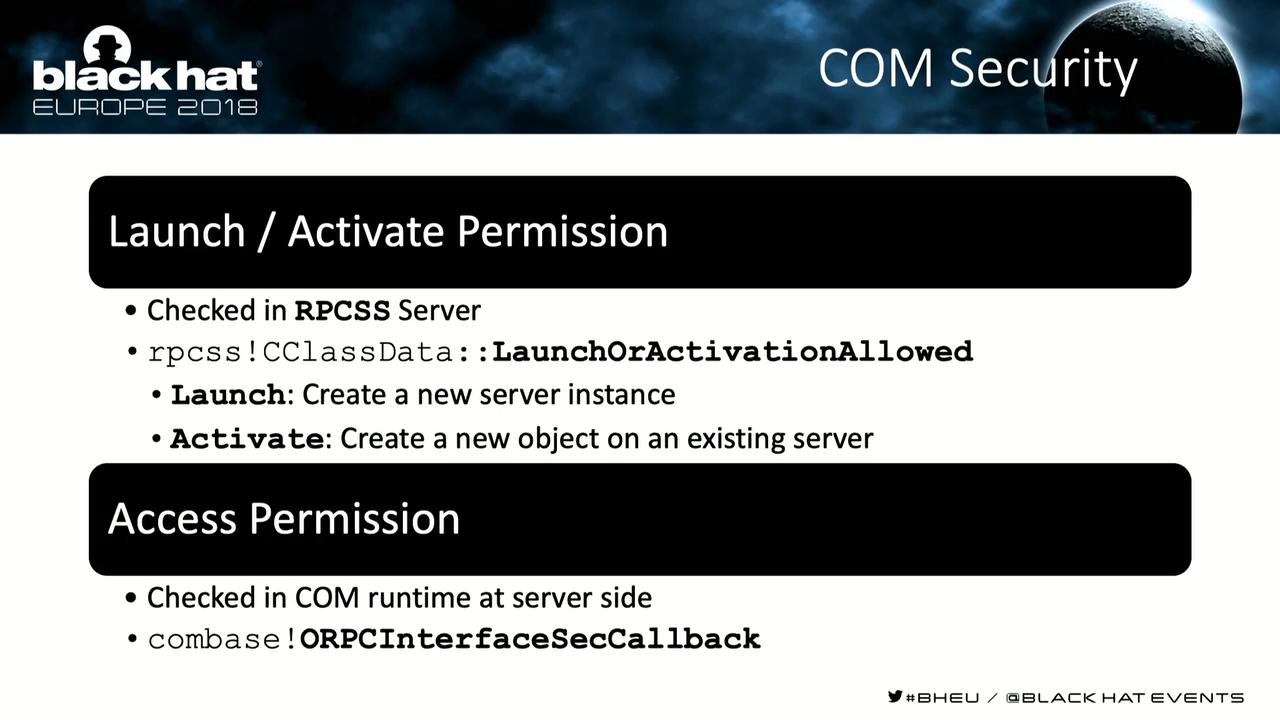 black hat®
EUROPE 2018
COM Security
Launch / Activate Permission
• Checked in RPCSS Server
• rpcss!CClassData::LaunchOrActivationAllowed
• Launch: Create a new server instance
• Activate: Create a new object on an existing server
Access Permission
• Checked in COM runtime at server side
• combase!ORPCInterfaceSecCallback
#BHEU / @BLACK HAT EVENTS